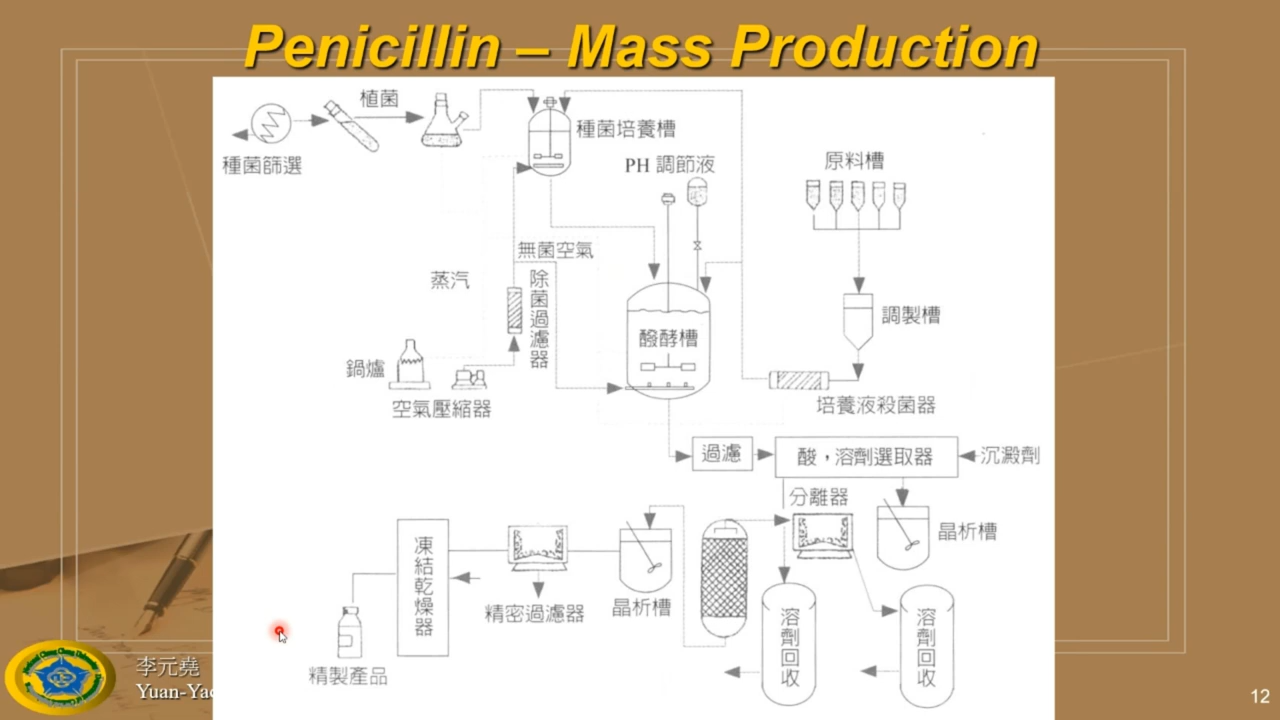 Penicillin – Mass Production
植菌
種菌篩選
種菌培養槽
PH 調節液
原料槽
無菌空氣
蒸汽
除菌過濾器
調製槽
醱酵槽
鍋爐
空氣壓縮器
培養液殺菌器
過濾
酸，溶劑選取器
沉澱劑
分離器
晶析槽
凍結乾燥器
精密過濾器
晶析槽
溶劑回收
溶劑回收
精製產品
李元堯
Yuan-Yao
12